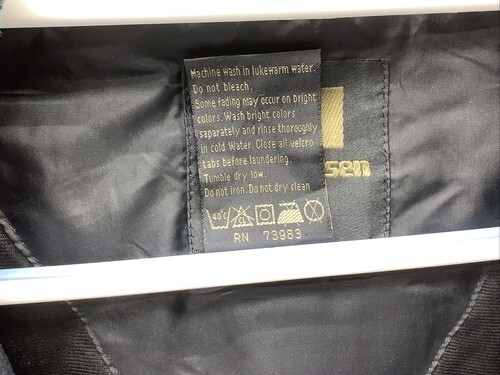 Machine wash in lukewarm water.
Do not bleach.
Some fading may occur on bright
colors. Wash bright colors
separately and rinse thoroughly
in cold Water. Close all velcro
tabs before laundering.
Tumble dry low.
Do not iron. Do not dry clean
40°C CL
RN 73983
sen